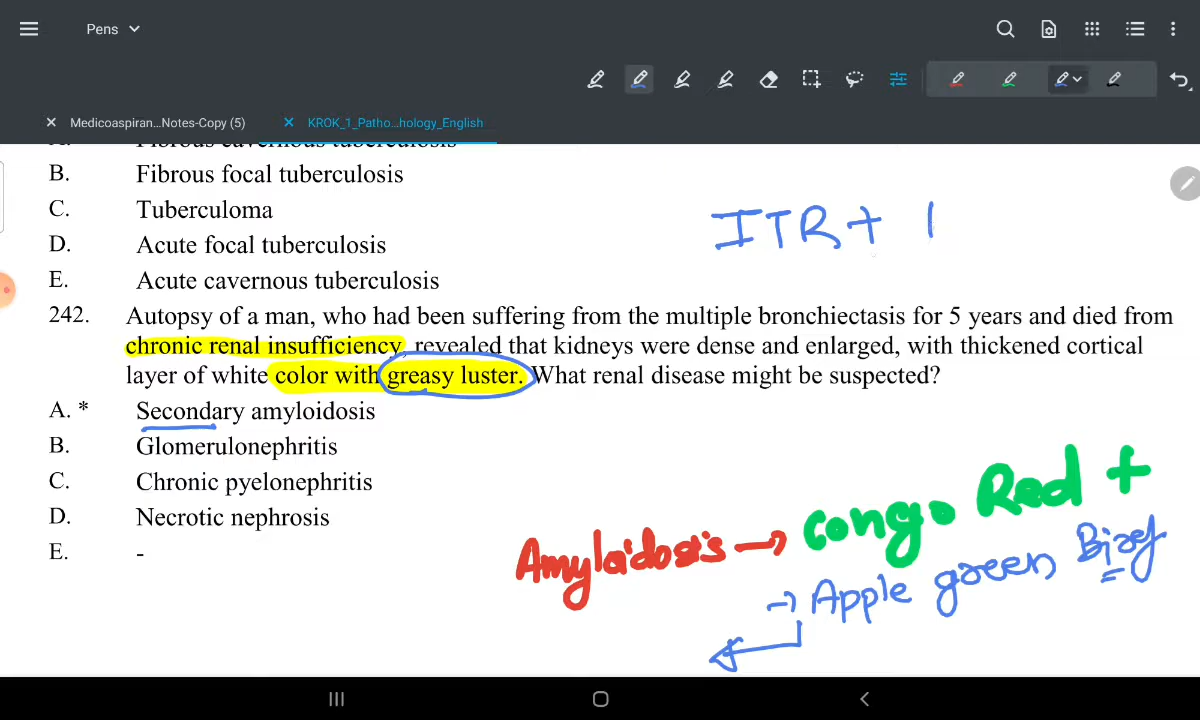 Pens
Medicoaspiran...Notes-Copy (5)
KROK_1_Patho...hology_English
B. Fibrous focal tuberculosis
C. Tuberculoma
D. Acute focal tuberculosis
E. Acute cavernous tuberculosis
ITR +
242. Autopsy of a man, who had been suffering from the multiple bronchiectasis for 5 years and died from
chronic renal insufficiency, revealed that kidneys were dense and enlarged, with thickened cortical
layer of white color with greasy luster. What renal disease might be suspected?
A. * Secondary amyloidosis
B. Glomerulonephritis
C. Chronic pyelonephritis
D. Necrotic nephrosis
E. -
Amyloidosis → Congo Red +
→ Apple green Biref